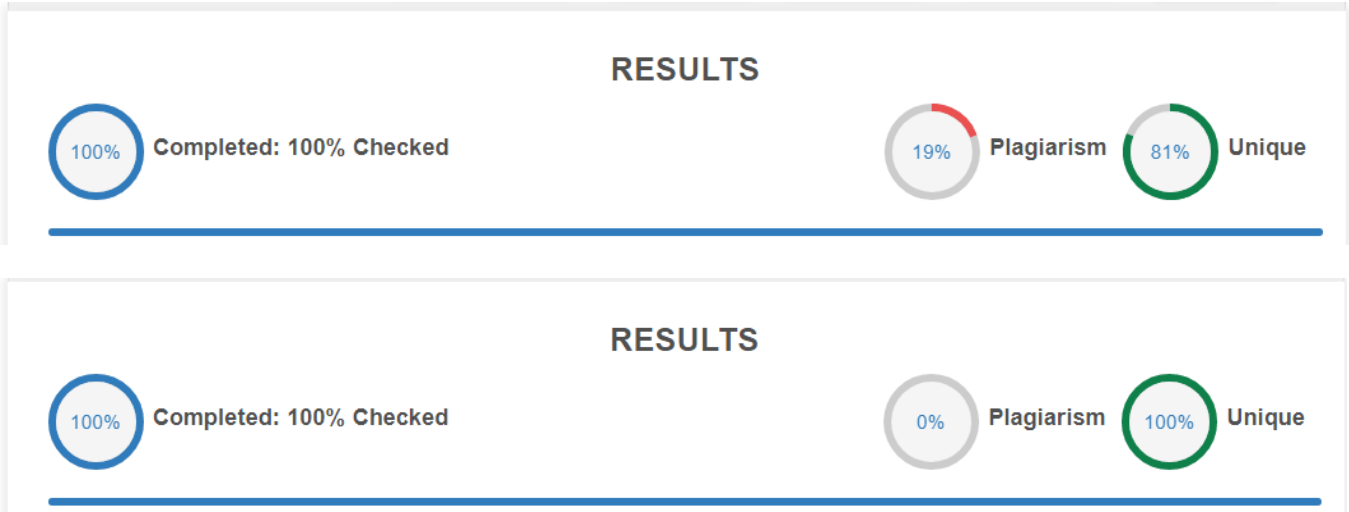 RESULTS
100% Completed: 100% Checked 19% Plagiarism 81% Unique
RESULTS
100% Completed: 100% Checked 0% Plagiarism 100% Unique